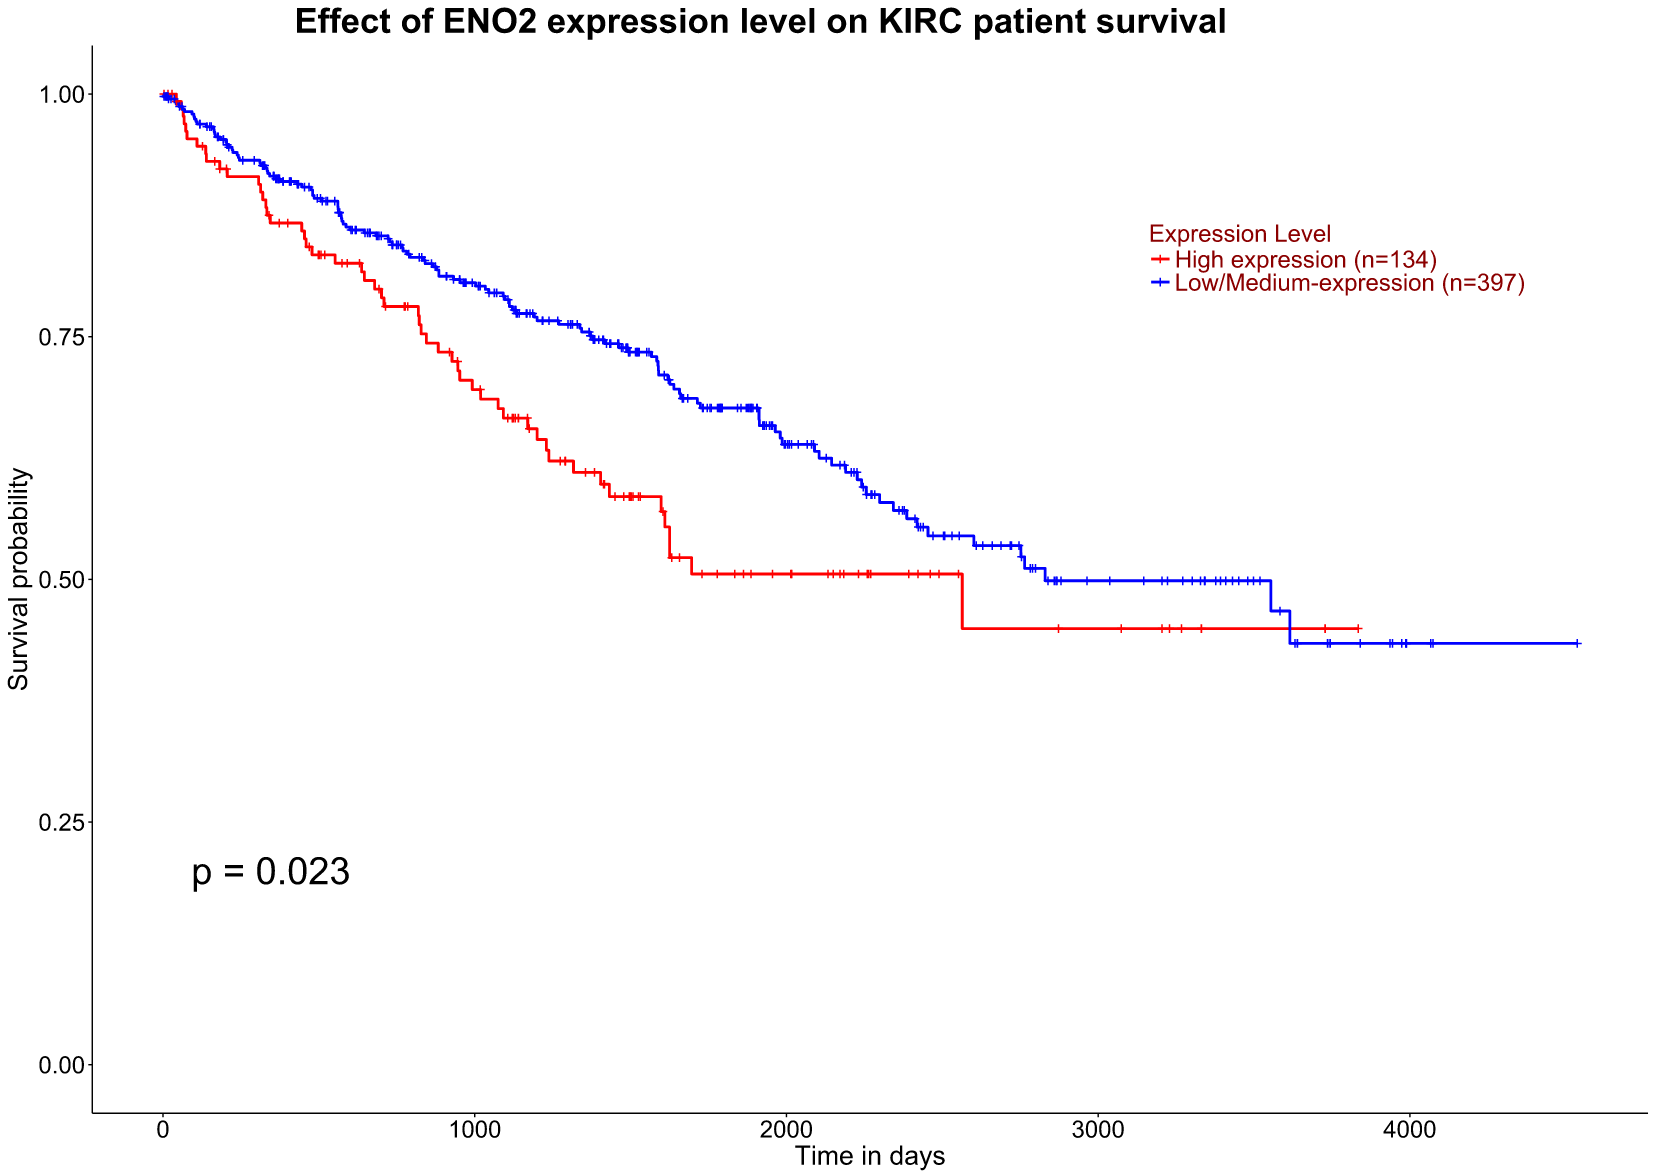 Effect of ENO2 expression level on KIRC patient survival
1.00
0.75
0.50
0.25
0.00
Survival probability
Expression Level
High expression (n=134)
Low/Medium-expression (n=397)
p = 0.023
0 1000 2000 3000 4000
Time in days